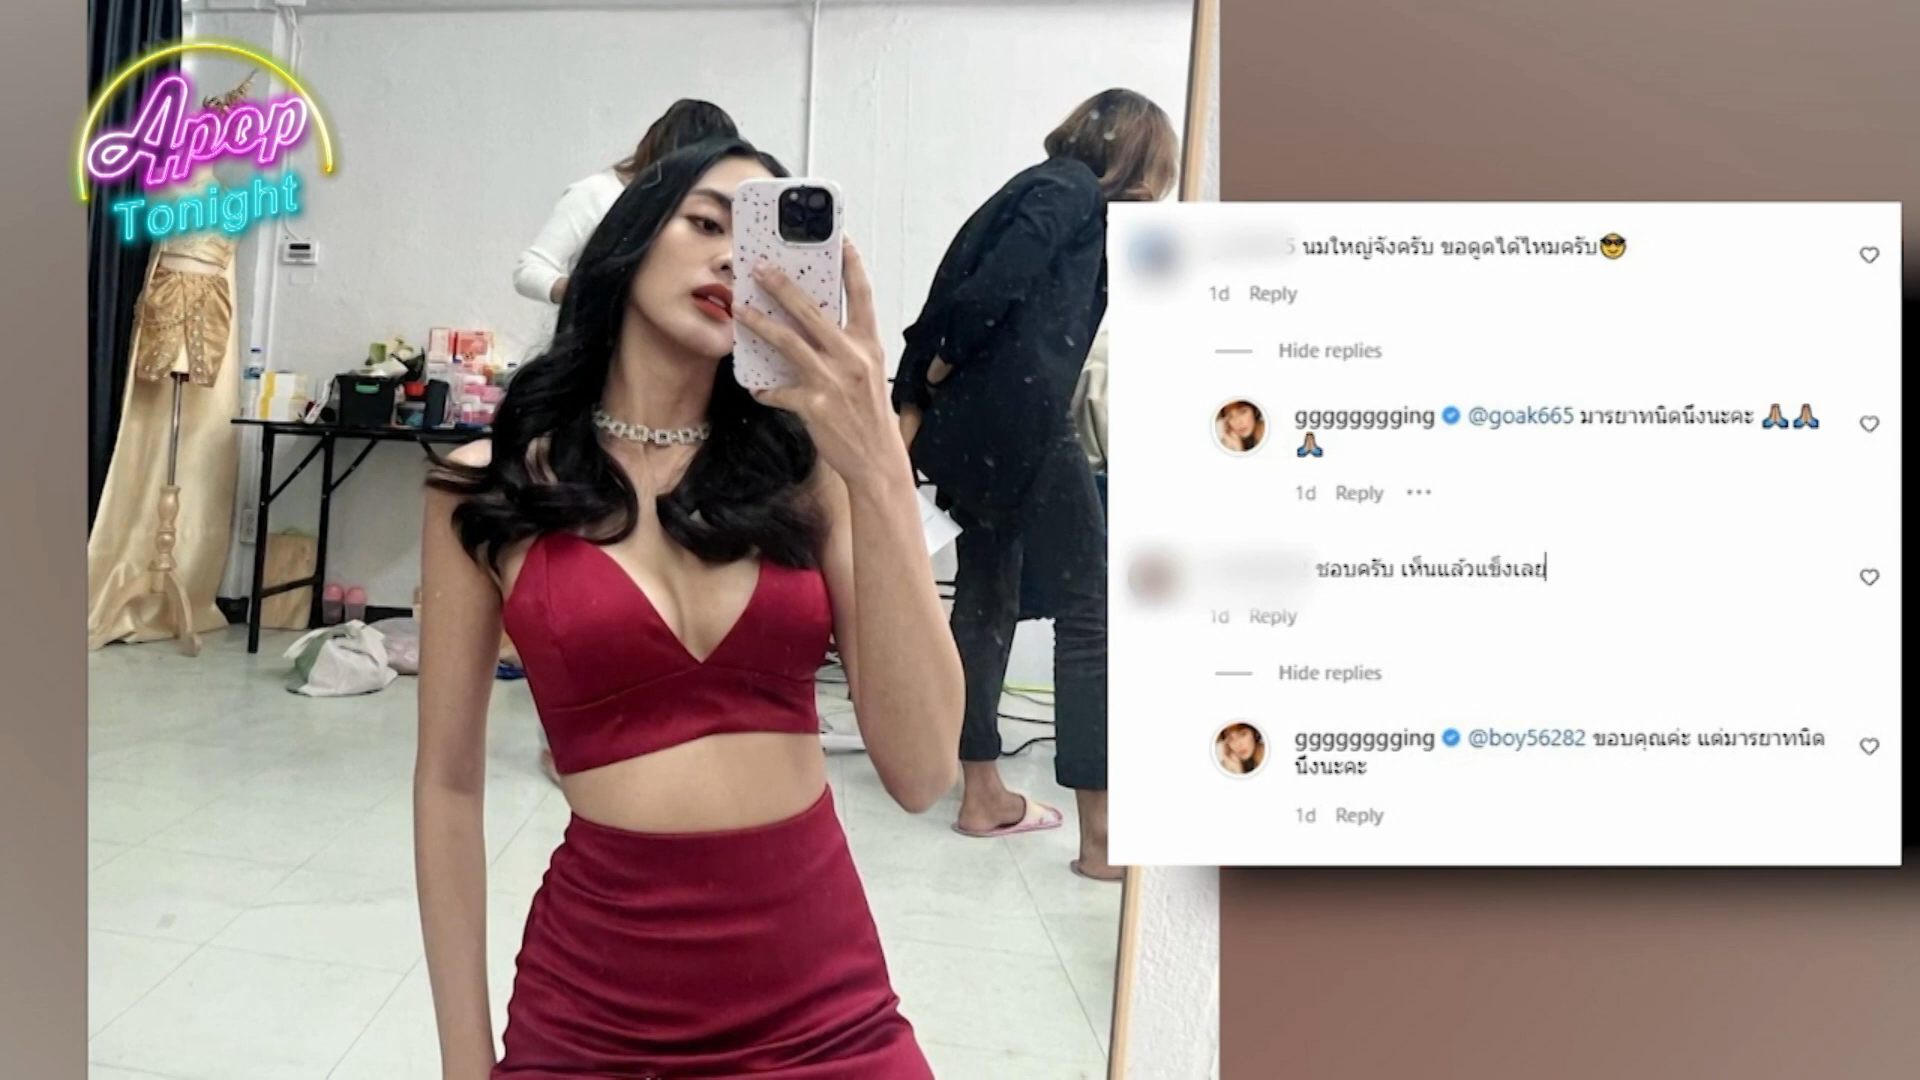 Apop
Tonight
นมใหญ่จังครับ ขอดูดได้ไหมครับ😎
1d Reply
Hide replies
ggggggggging @goak665 มารยาทนิดนึงนะคะ 🙏🙏
🙏
1d Reply ···
ชอบครับ เห็นแล้วแข็งเลย
1d Reply
Hide replies
ggggggggging @boy56282 ขอบคุณค่ะ แต่มารยาทนิด
นึงนะคะ
1d Reply